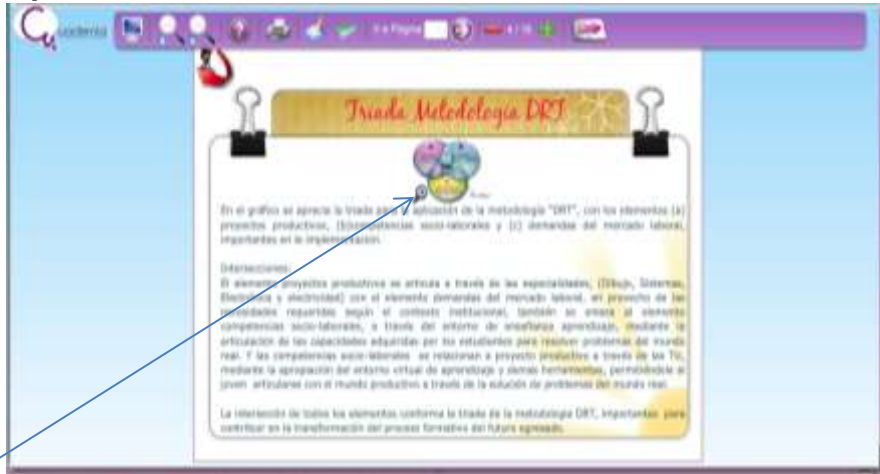 Cuadernia
Ir a Página
Triada Metodología DRT
En el gráfico se aprecia la triada para la aplicación de la metodología "DRT", con los elementos (a)
proyectos productivos, (b)competencias socio-laborales y (c) demandas del mercado laboral,
importantes en la implementación.
Intersecciones:
El elemento proyectos productivos se articula a través de las especialidades, (Dibujo, Sistemas,
Electrónica y electricidad) con el elemento demandas del mercado laboral, en provecho de las
necesidades requeridas según el contexto institucional, también se enlaza al elemento
competencias socio-laborales, a través del entorno de enseñanza aprendizaje, mediante la
articulación de las capacidades adquiridas por los estudiantes para resolver problemas del mundo
real. Y las competencias socio-laborales se relacionan a proyecto productivo a través de las TIC,
mediante la apropiación del entorno virtual de aprendizaje y demás herramientas, permitiéndole al
joven articularse con el mundo productivo a través de la solución de problemas del mundo real.
La intersección de todos los elementos conforma la triada de la metodología DRT, importantes para
contribuir en la transformación del proceso formativo del futuro egresado.